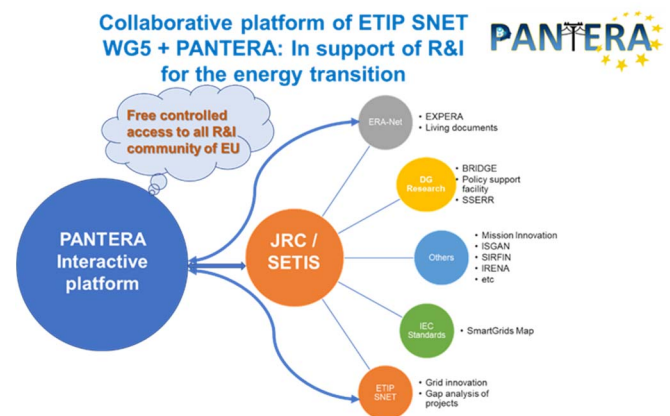 Collaborative platform of ETIP SNET
WG5 + PANTERA: In support of R&I
for the energy transition
PANTERA
Free controlled
access to all R&I
community of EU
PANTERA
Interactive
platform
JRC /
SETIS
ERA-Net
• EXPERA
• Living documents
DG
Research
• BRIDGE
• Policy support
facility
• SSERR
Others
• Mission Innovation
• ISGAN
• SIRFIN
• IRENA
• etc
IEC
Standards
• SmartGrids Map
ETIP
SNET
• Grid innovation
• Gap analysis of
projects